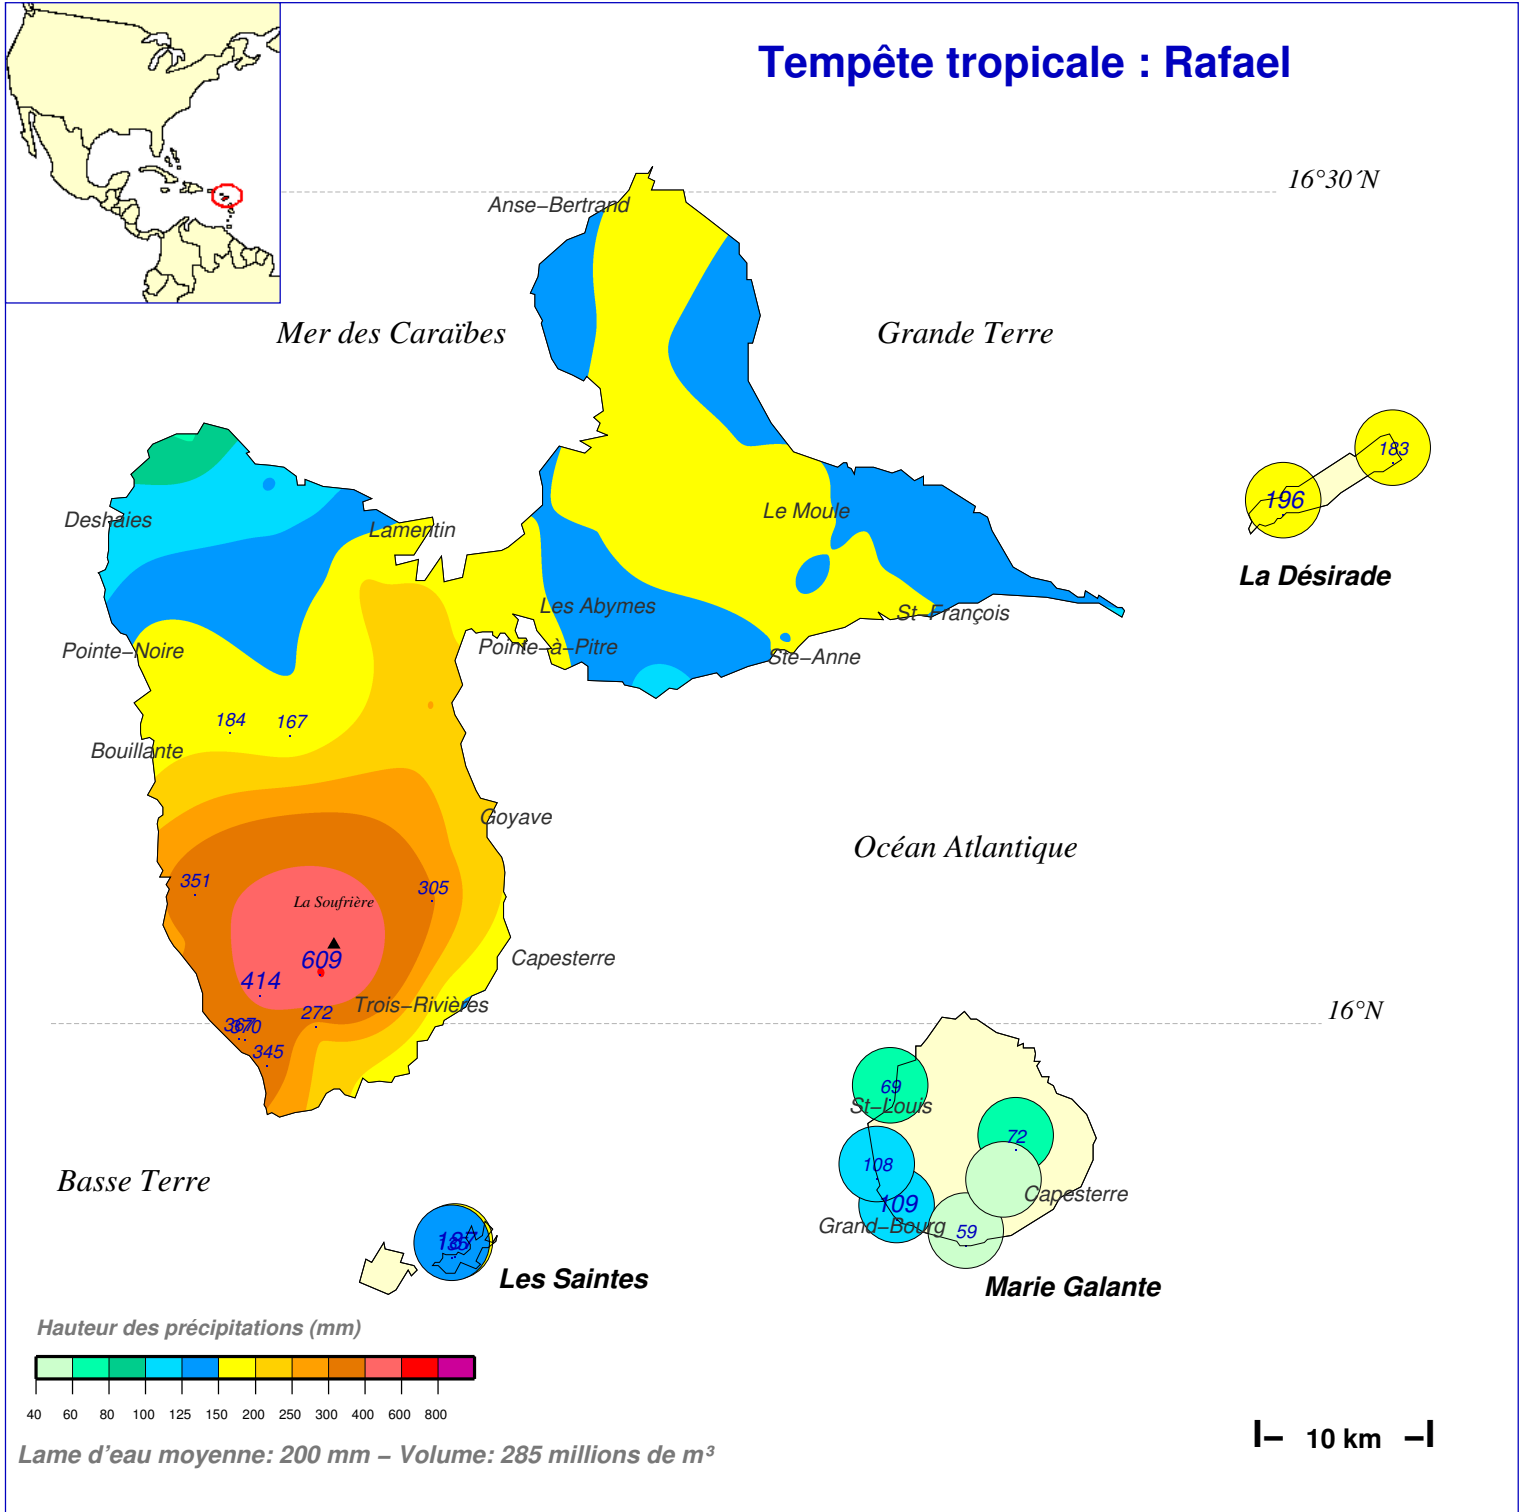 Tempête tropicale : Rafael
16°30´N
Anse−Bertrand
Mer des Caraïbes
Grande Terre
183
196
Deshaies
Lamentin
Le Moule
La Désirade
Les Abymes
St−François
Pointe−Noire
Pointe−à−Pitre
Ste−Anne
184
167
Bouillante
Goyave
Océan Atlantique
351
305
La Soufrière
609
414
Capesterre
Trois−Rivières
272
16°N
367
370
345
69
St−Louis
72
108
Basse Terre
Capesterre
109
Grand−Bourg
59
Les Saintes
Marie Galante
Hauteur des précipitations (mm)
40 60 80 100 125 150 200 250 300 400 600 800
10 km
Lame d'eau moyenne: 200 mm − Volume: 285 millions de m³